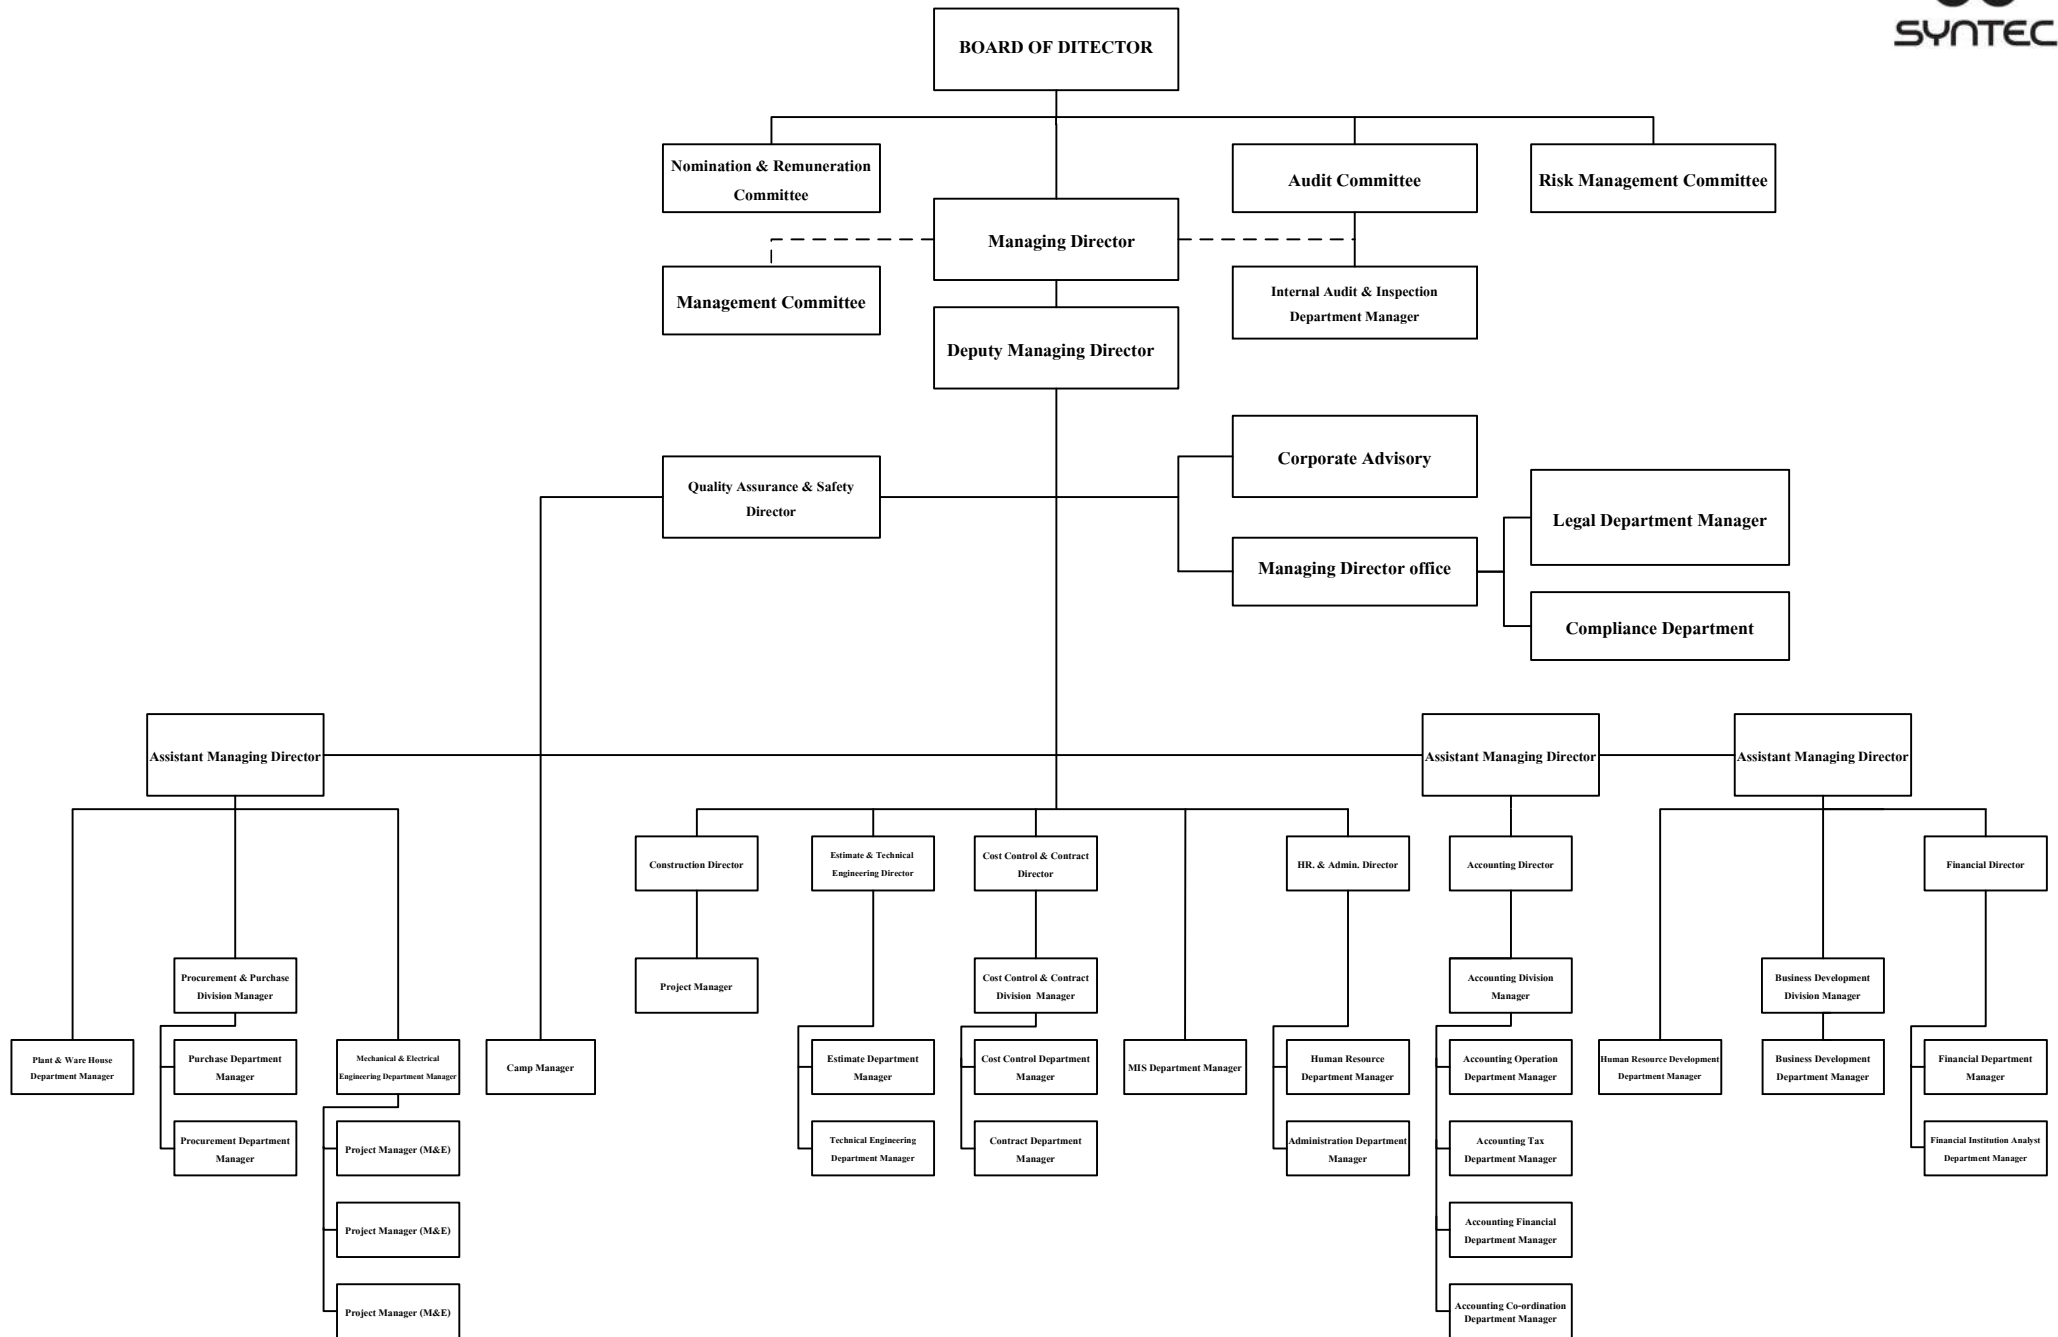 SYNTEC
BOARD OF DITECTOR
Nomination & Remuneration
Committee
Audit Committee
Risk Management Committee
Managing Director
Management Committee
Internal Audit & Inspection
Department Manager
Deputy Managing Director
Corporate Advisory
Quality Assurance & Safety
Director
Legal Department Manager
Managing Director office
Compliance Department
Assistant Managing Director
Assistant Managing Director
Assistant Managing Director
Construction Director
Estimate & Technical
Engineering Director
Cost Control & Contract
Director
HR. & Admin. Director
Accounting Director
Financial Director
Procurement & Purchase
Division Manager
Project Manager
Cost Control & Contract
Division Manager
Accounting Division
Manager
Business Development
Division Manager
Plant & Ware House
Department Manager
Purchase Department
Manager
Mechanical & Electrical
Engineering Department Manager
Camp Manager
Estimate Department
Manager
Cost Control Department
Manager
MIS Department Manager
Human Resource
Department Manager
Accounting Operation
Department Manager
Human Resource Development
Department Manager
Business Development
Department Manager
Financial Department
Manager
Procurement Department
Manager
Project Manager (M&E)
Technical Engineering
Department Manager
Contract Department
Manager
Administration Department
Manager
Accounting Tax
Department Manager
Financial Institution Analyst
Department Manager
Project Manager (M&E)
Accounting Financial
Department Manager
Project Manager (M&E)
Accounting Co-ordination
Department Manager